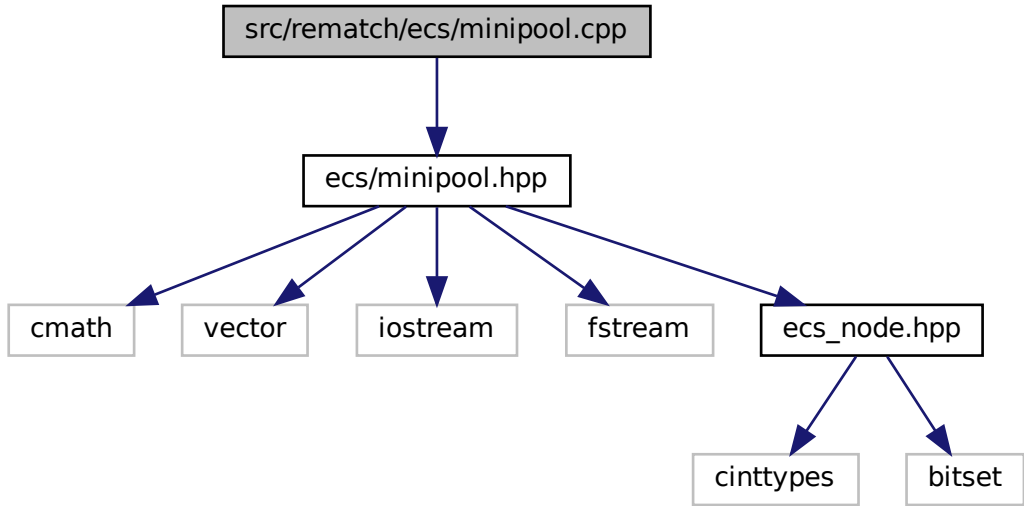 src/rematch/ecs/minipool.cpp
ecs/minipool.hpp
cmath
vector
iostream
fstream
ecs_node.hpp
cinttypes
bitset